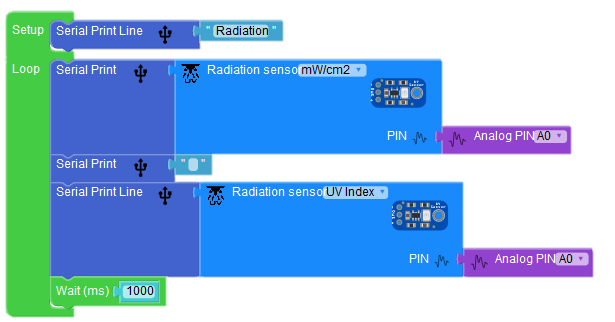 Setup Serial Print Line " Radiation "
Loop Serial Print Radiation senso mW/cm2
PIN Analog PIN A0
Serial Print " "
Serial Print Line Radiation senso UV Index
PIN Analog PIN A0
Wait (ms) 1000